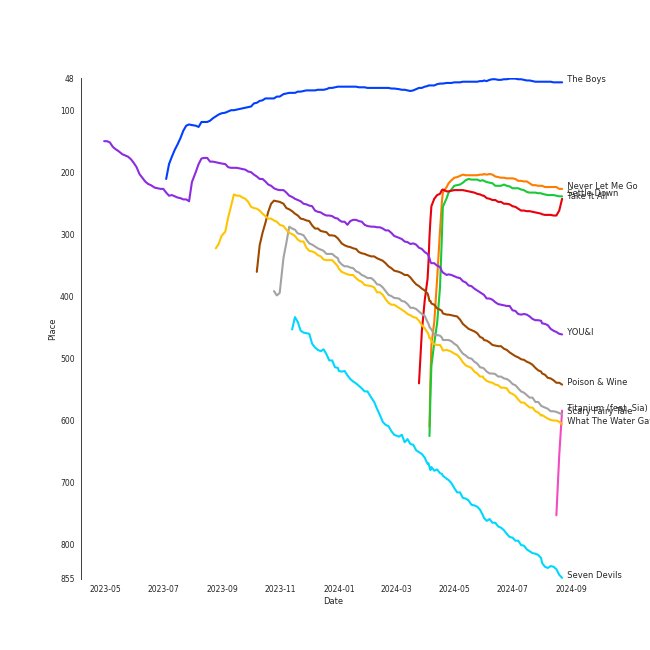 48
100
200
300
400
500
600
700
800
855
Place
2023-05
2023-07
2023-09
2023-11
2024-01
2024-03
2024-05
2024-07
2024-09
Date
The Boys
Never Let Me Go
Settle Down
Take It All
YOU&I
Poison & Wine
Titanium (feat. Sia)
Scary Fairy Tale
What The Water Ga
Seven Devils